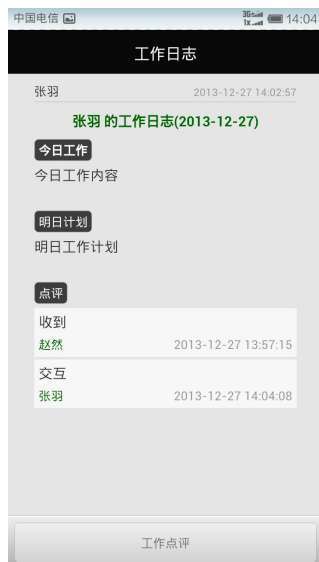 中国电信 3G 1X 14:04
工作日志
张羽 2013-12-27 14:02:57
张羽 的工作日志(2013-12-27)
今日工作
今日工作内容
明日计划
明日工作计划
点评
收到
赵然 2013-12-27 13:57:15
交互
张羽 2013-12-27 14:04:08
工作点评